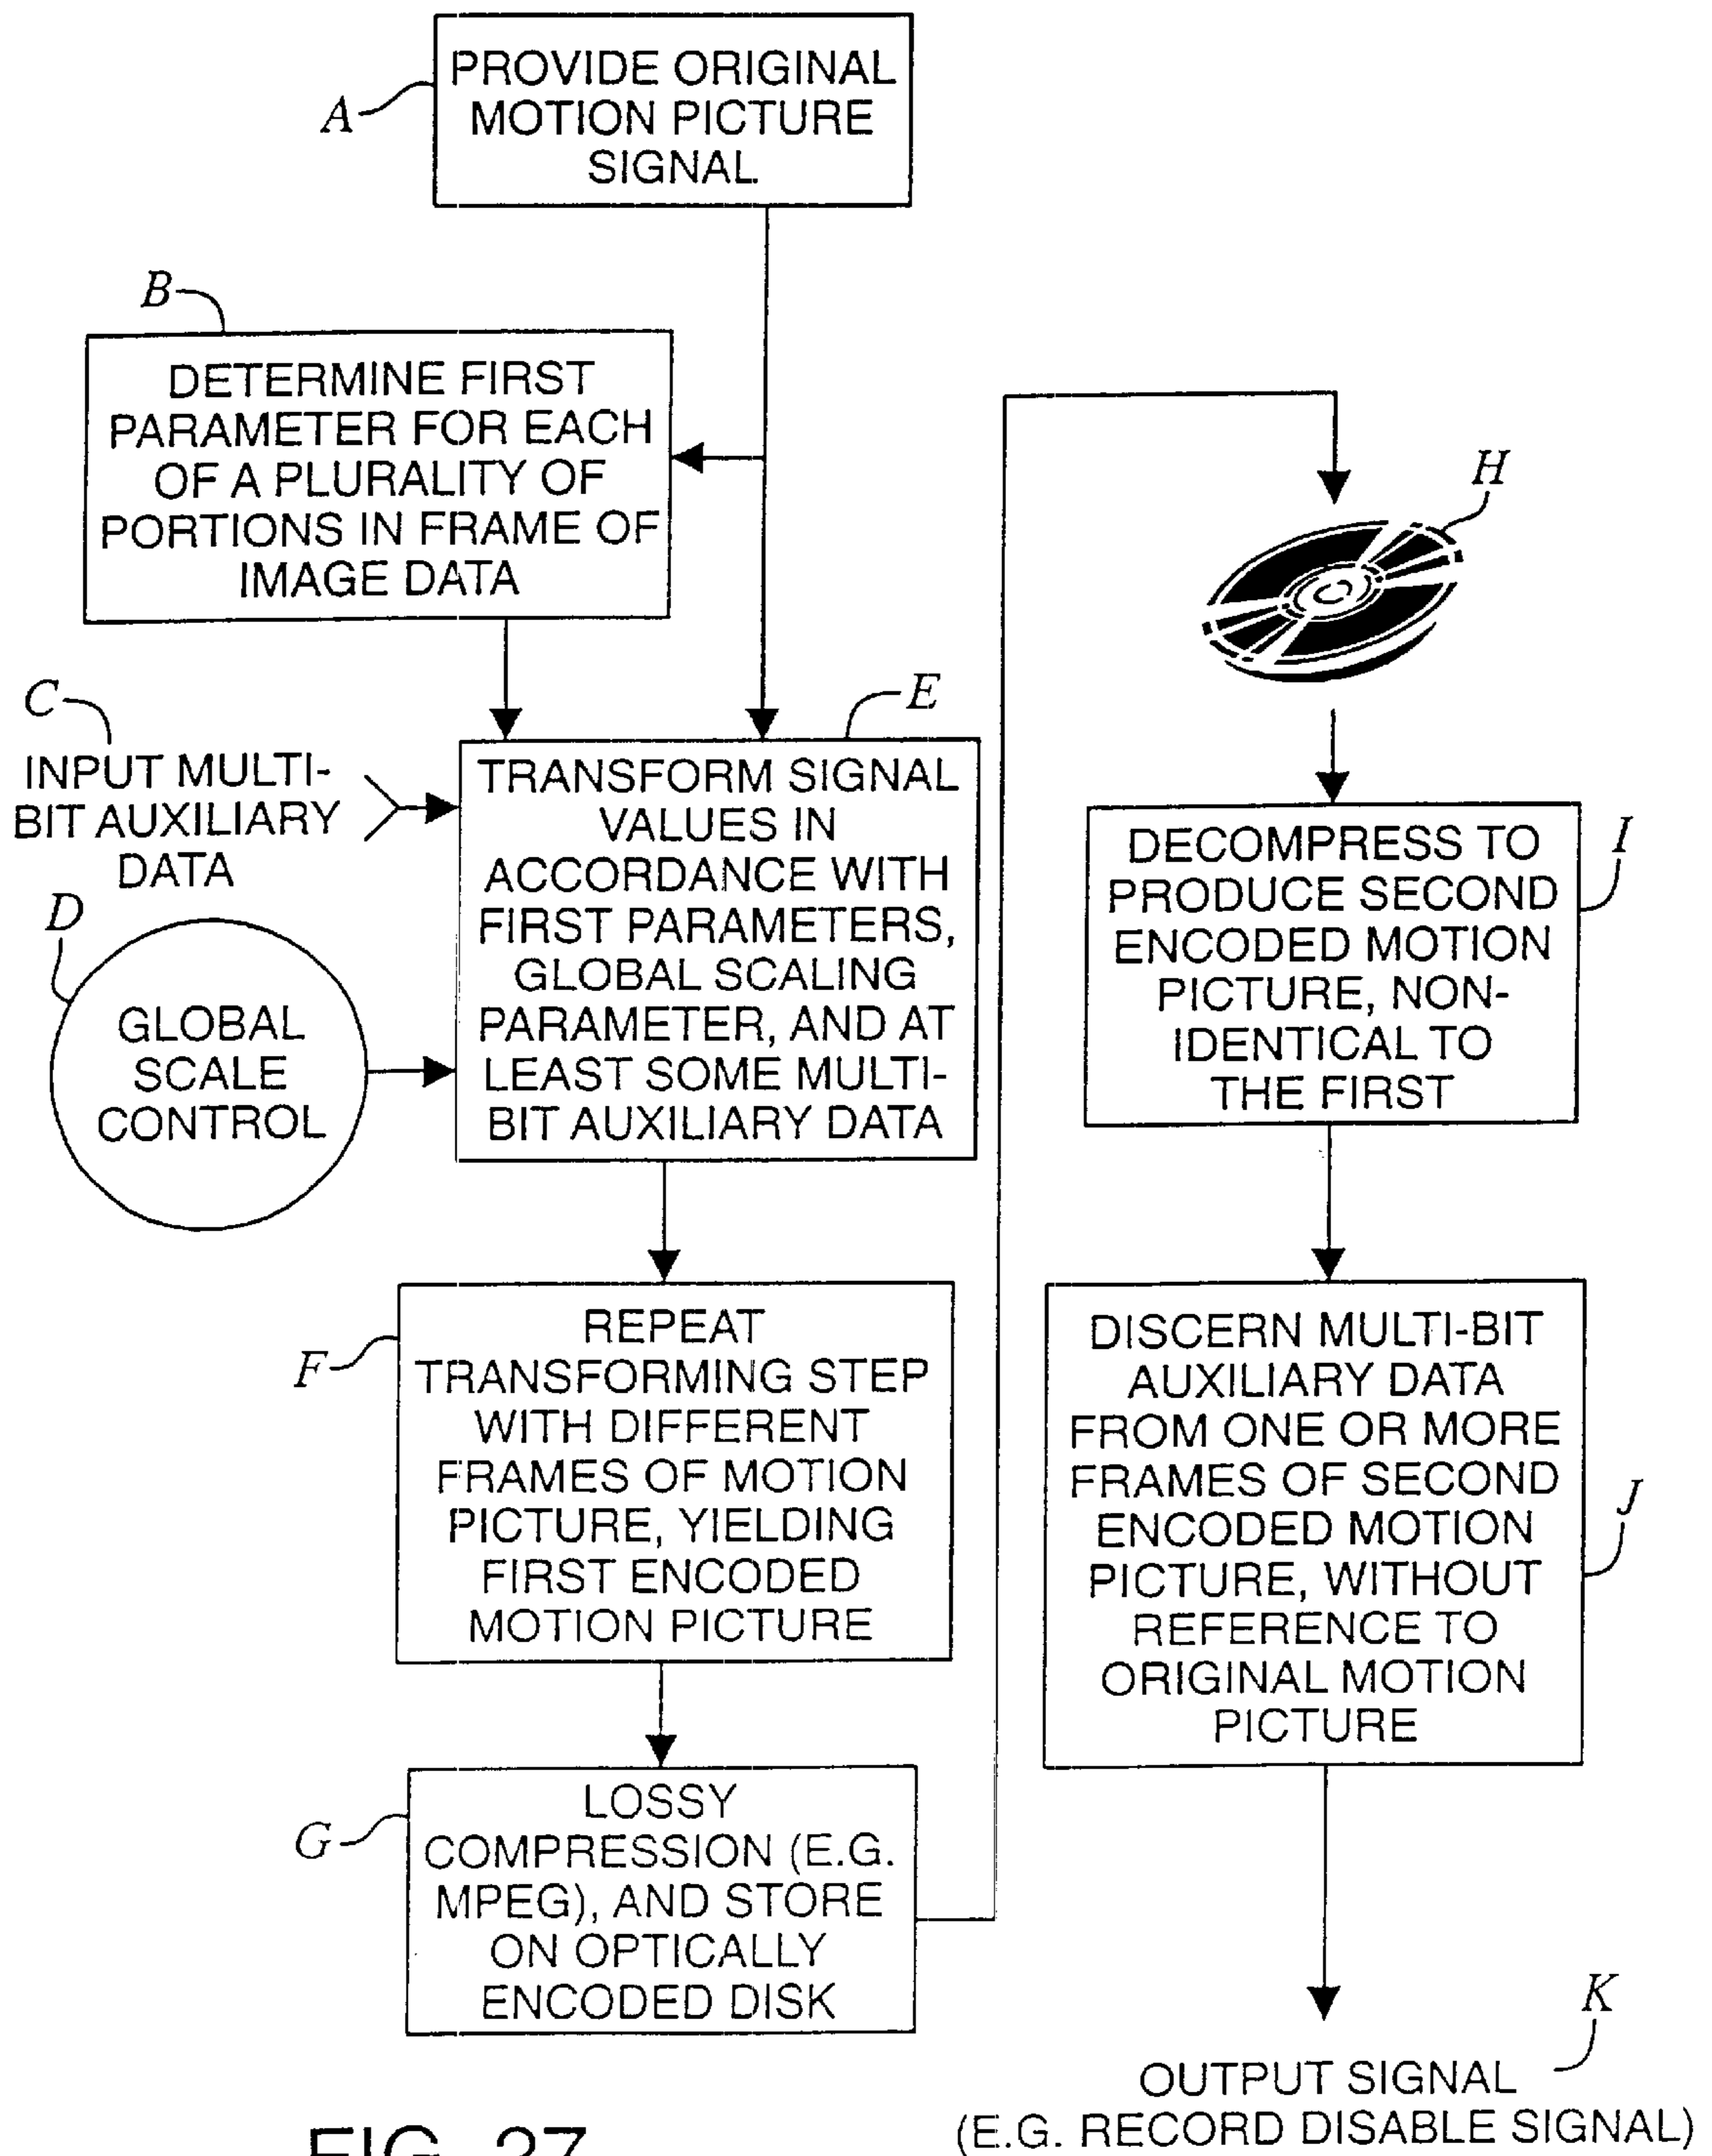 A
PROVIDE ORIGINAL
MOTION PICTURE
SIGNAL
B
DETERMINE FIRST
PARAMETER FOR EACH
OF A PLURALITY OF
PORTIONS IN FRAME OF
IMAGE DATA
C
INPUT MULTI-
BIT AUXILIARY
DATA
D
GLOBAL
SCALE
CONTROL
E
TRANSFORM SIGNAL
VALUES IN
ACCORDANCE WITH
FIRST PARAMETERS,
GLOBAL SCALING
PARAMETER, AND AT
LEAST SOME MULTI-
BIT AUXILIARY DATA
F
REPEAT
TRANSFORMING STEP
WITH DIFFERENT
FRAMES OF MOTION
PICTURE, YIELDING
FIRST ENCODED
MOTION PICTURE
G
LOSSY
COMPRESSION (E.G.
MPEG), AND STORE
ON OPTICALLY
ENCODED DISK
H
I
DECOMPRESS TO
PRODUCE SECOND
ENCODED MOTION
PICTURE, NON-
IDENTICAL TO
THE FIRST
J
DISCERN MULTI-BIT
AUXILIARY DATA
FROM ONE OR MORE
FRAMES OF SECOND
ENCODED MOTION
PICTURE, WITHOUT
REFERENCE TO
ORIGINAL MOTION
PICTURE
K
OUTPUT SIGNAL
(E.G. RECORD DISABLE SIGNAL)
FIG. 27